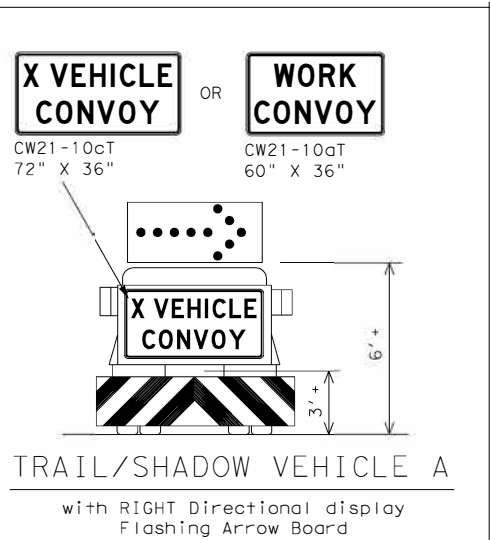 X VEHICLE
CONVOY
OR
WORK
CONVOY
CW21-10cT
72" X 36"
CW21-10aT
60" X 36"
X VEHICLE
CONVOY
6'+
3'+
TRAIL/SHADOW VEHICLE A
with RIGHT Directional display
Flashing Arrow Board